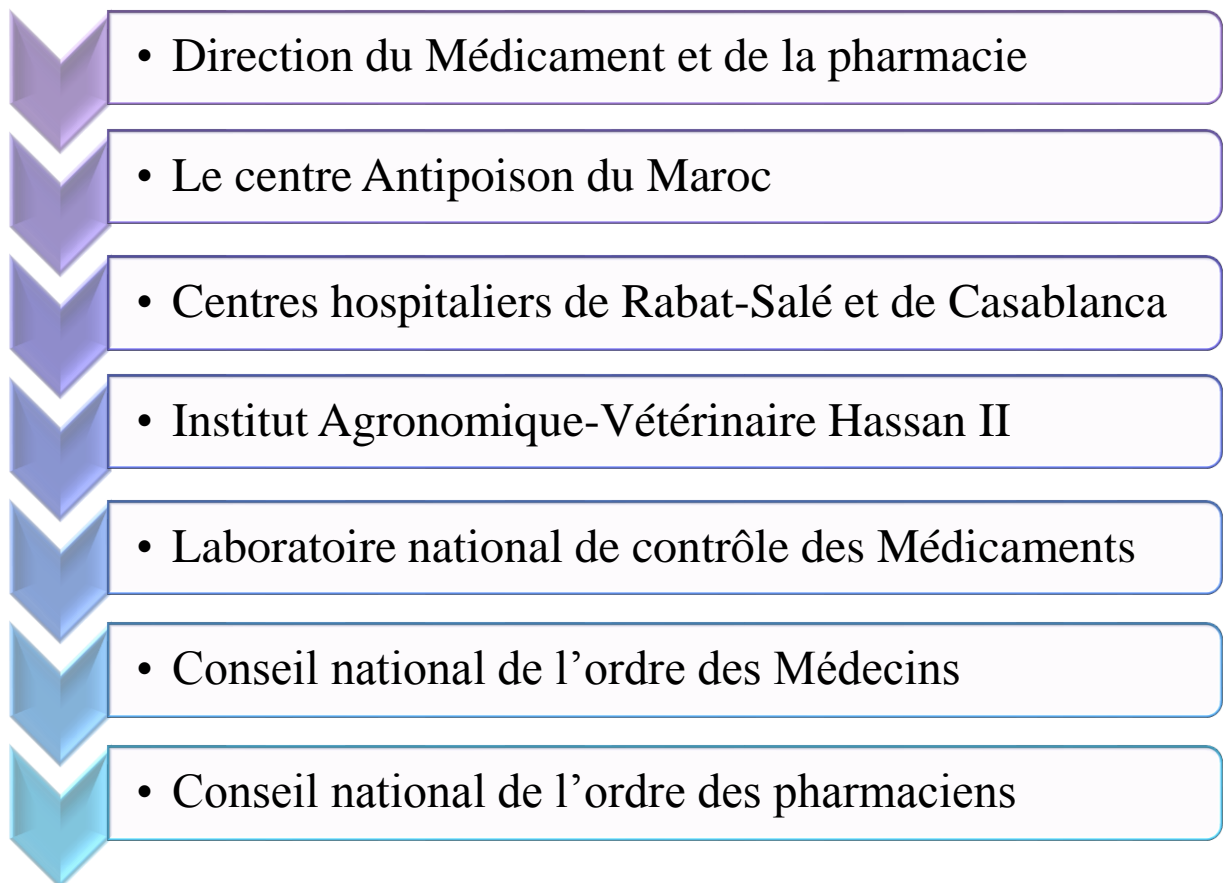 • Direction du Médicament et de la pharmacie
• Le centre Antipoison du Maroc
• Centres hospitaliers de Rabat-Salé et de Casablanca
• Institut Agronomique-Vétérinaire Hassan II
• Laboratoire national de contrôle des Médicaments
• Conseil national de l’ordre des Médecins
• Conseil national de l’ordre des pharmaciens